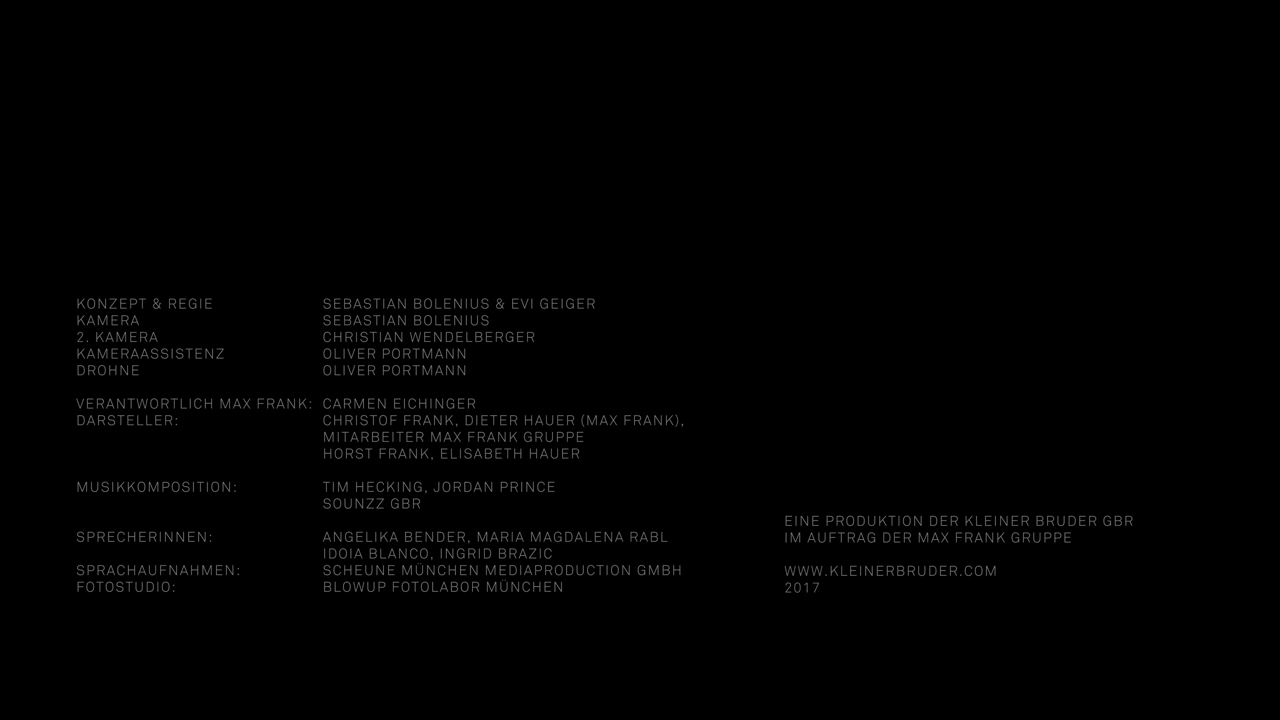 KONZEPT & REGIE SEBASTIAN BOLENIUS & EVI GEIGER
KAMERA SEBASTIAN BOLENIUS
2. KAMERA CHRISTIAN WENDELBERGER
KAMERAASSISTENZ OLIVER PORTMANN
DROHNE OLIVER PORTMANN
VERANTWORTLICH MAX FRANK: CARMEN EICHINGER
DARSTELLER: CHRISTOF FRANK, DIETER HAUER (MAX FRANK),
MITARBEITER MAX FRANK GRUPPE
HORST FRANK, ELISABETH HAUER
MUSIKKOMPOSITION: TIM HECKING, JORDAN PRINCE
SOUNZZ GBR
SPRECHERINNEN: ANGELIKA BENDER, MARIA MAGDALENA RABL
IDOIA BLANCO, INGRID BRAZIC
SPRACHAUFNAHMEN: SCHEUNE MÜNCHEN MEDIAPRODUCTION GMBH
FOTOSTUDIO: BLOWUP FOTOLABOR MÜNCHEN
EINE PRODUKTION DER KLEINER BRUDER GBR
IM AUFTRAG DER MAX FRANK GRUPPE
WWW.KLEINERBRUDER.COM
2017